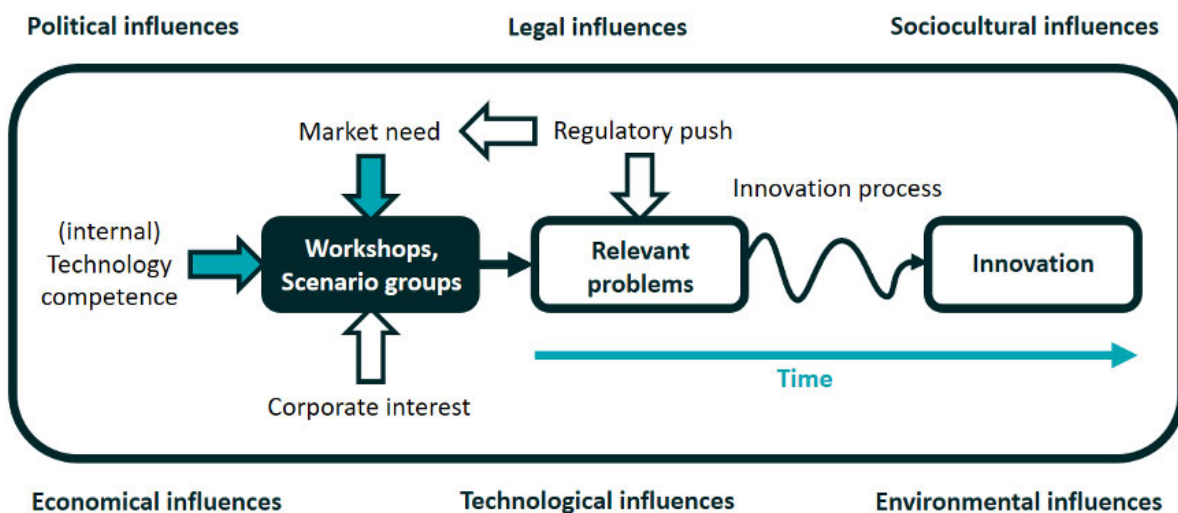 Political influences
Legal influences
Sociocultural influences
Market need
Regulatory push
Innovation process
(internal)
Technology
competence
Workshops,
Scenario groups
Relevant
problems
Innovation
Time
Corporate interest
Economical influences
Technological influences
Environmental influences